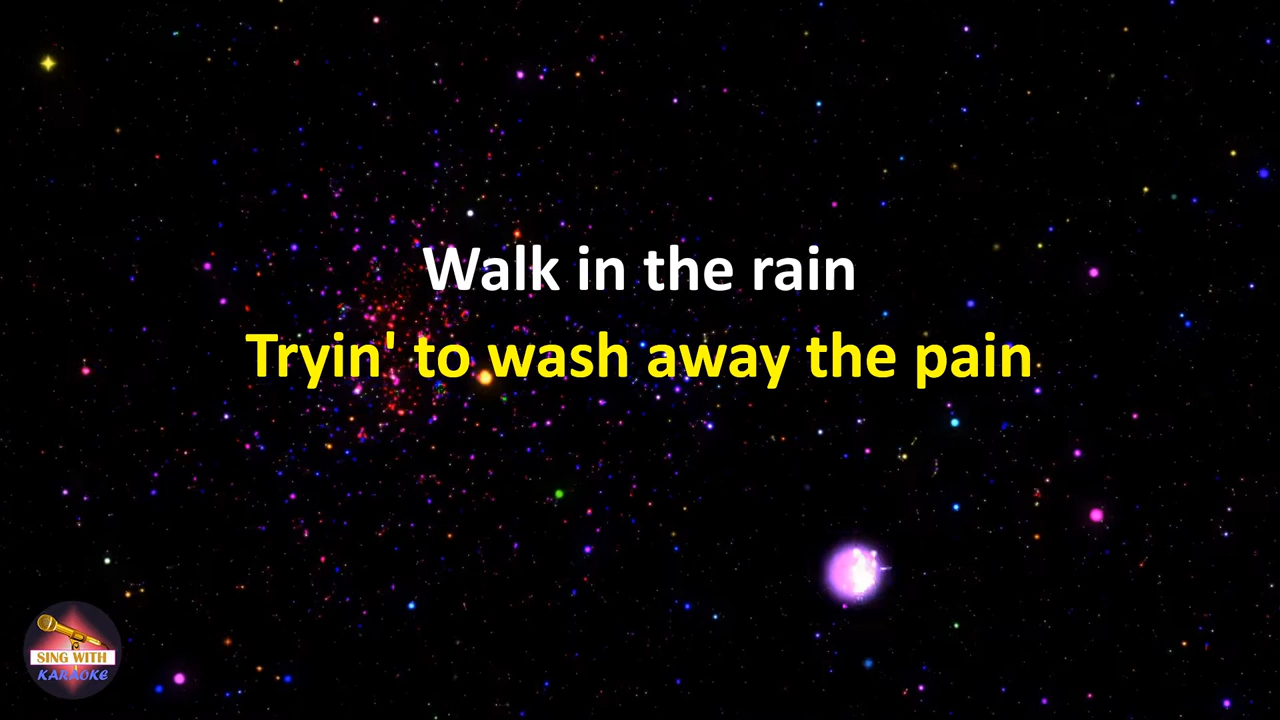 Walk in the rain
Tryin' to wash away the pain
SING WITH
KARAOKE